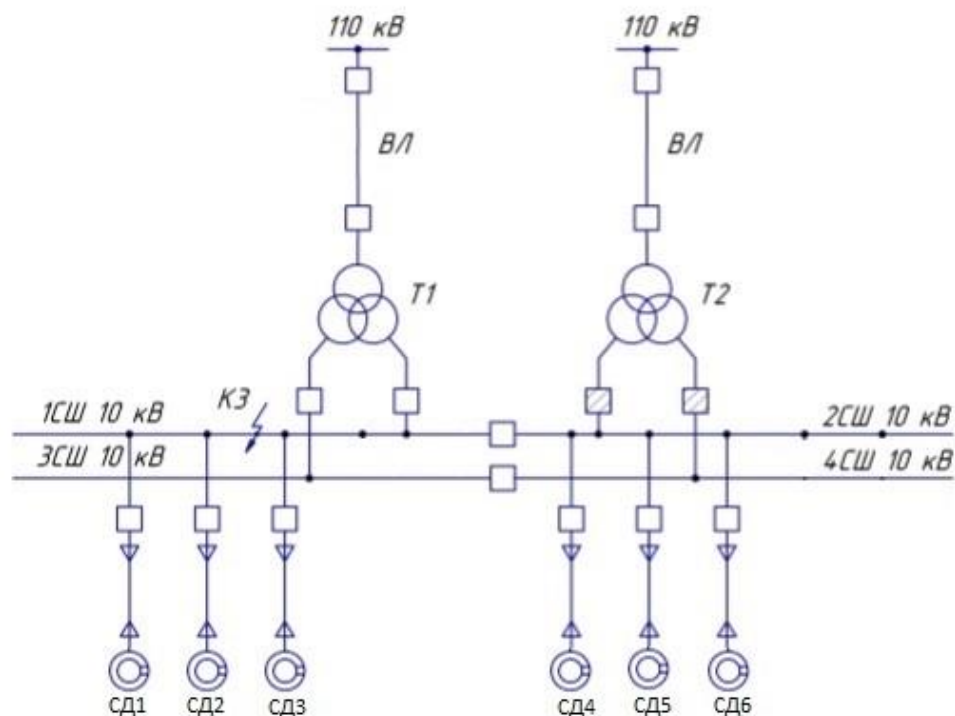 110 кВ
110 кВ
ВЛ
ВЛ
Т1
Т2
КЗ
1СШ 10 кВ
2СШ 10 кВ
3СШ 10 кВ
4СШ 10 кВ
СД1
СД2
СД3
СД4
СД5
СД6